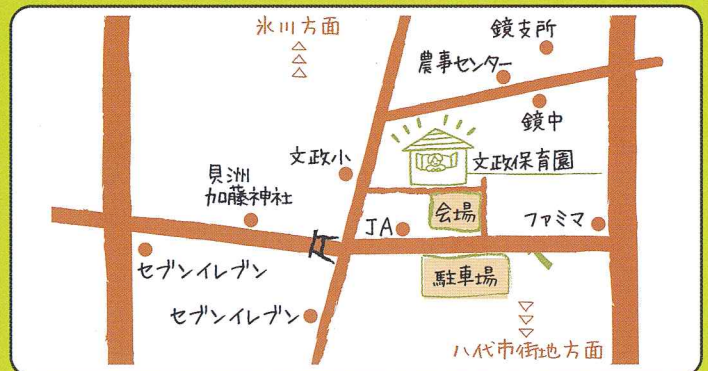 氷川方面
鏡支所
農事センター
鏡中
文政小
文政保育園
貝洲
加藤神社
会場
JA
ファミマ
セブンイレブン
駐車場
セブンイレブン
八代市街地方面